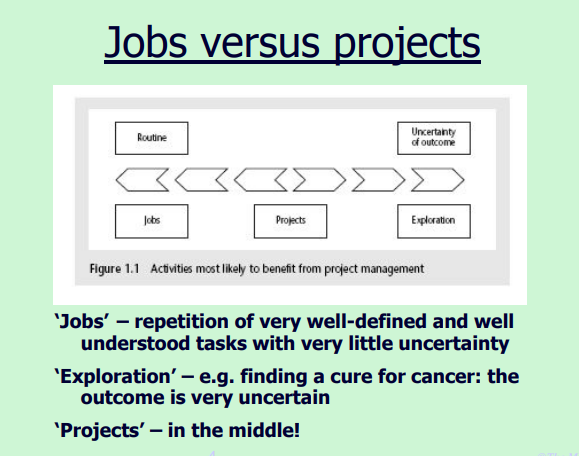 Jobs versus projects
Routine
Uncertainty
of outcome
Jobs
Projects
Exploration
Figure 1.1 Activities most likely to benefit from project management
‘Jobs’ – repetition of very well-defined and well
understood tasks with very little uncertainty
‘Exploration’ – e.g. finding a cure for cancer: the
outcome is very uncertain
‘Projects’ – in the middle!